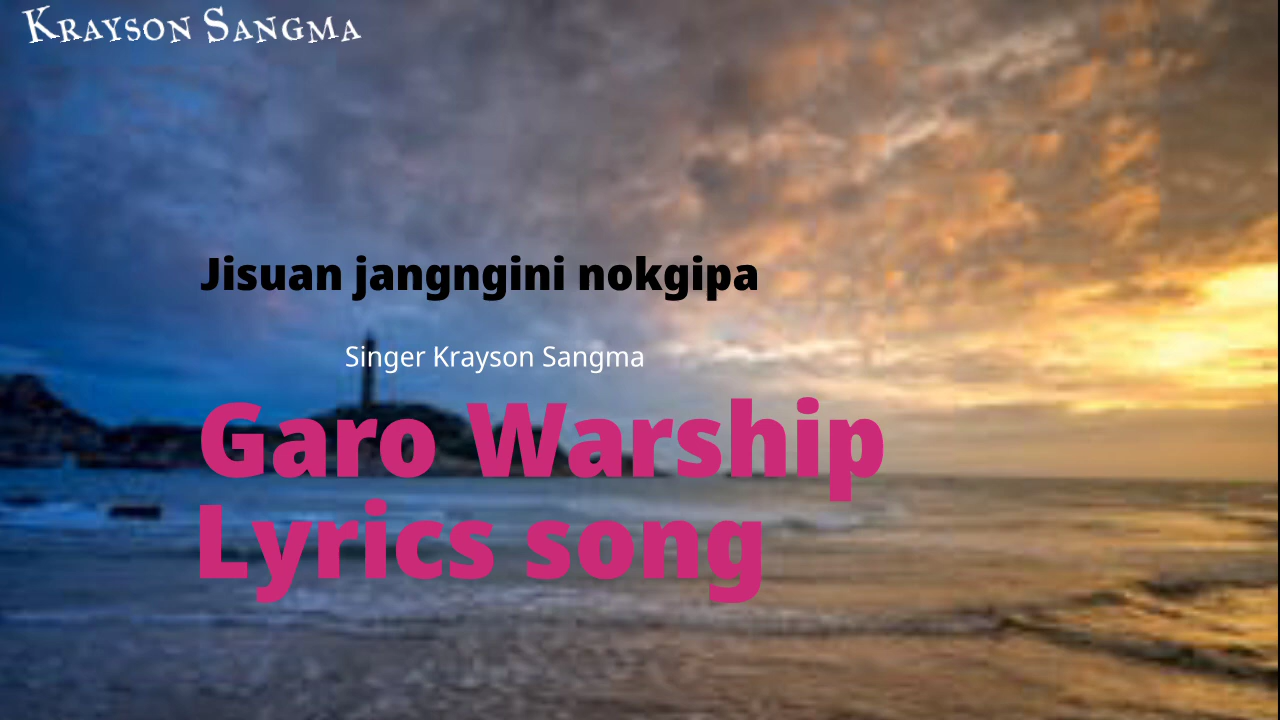 Krayson Sangma
Jisuan jangngini nokgipa
Singer Krayson Sangma
Garo Warship
Lyrics song